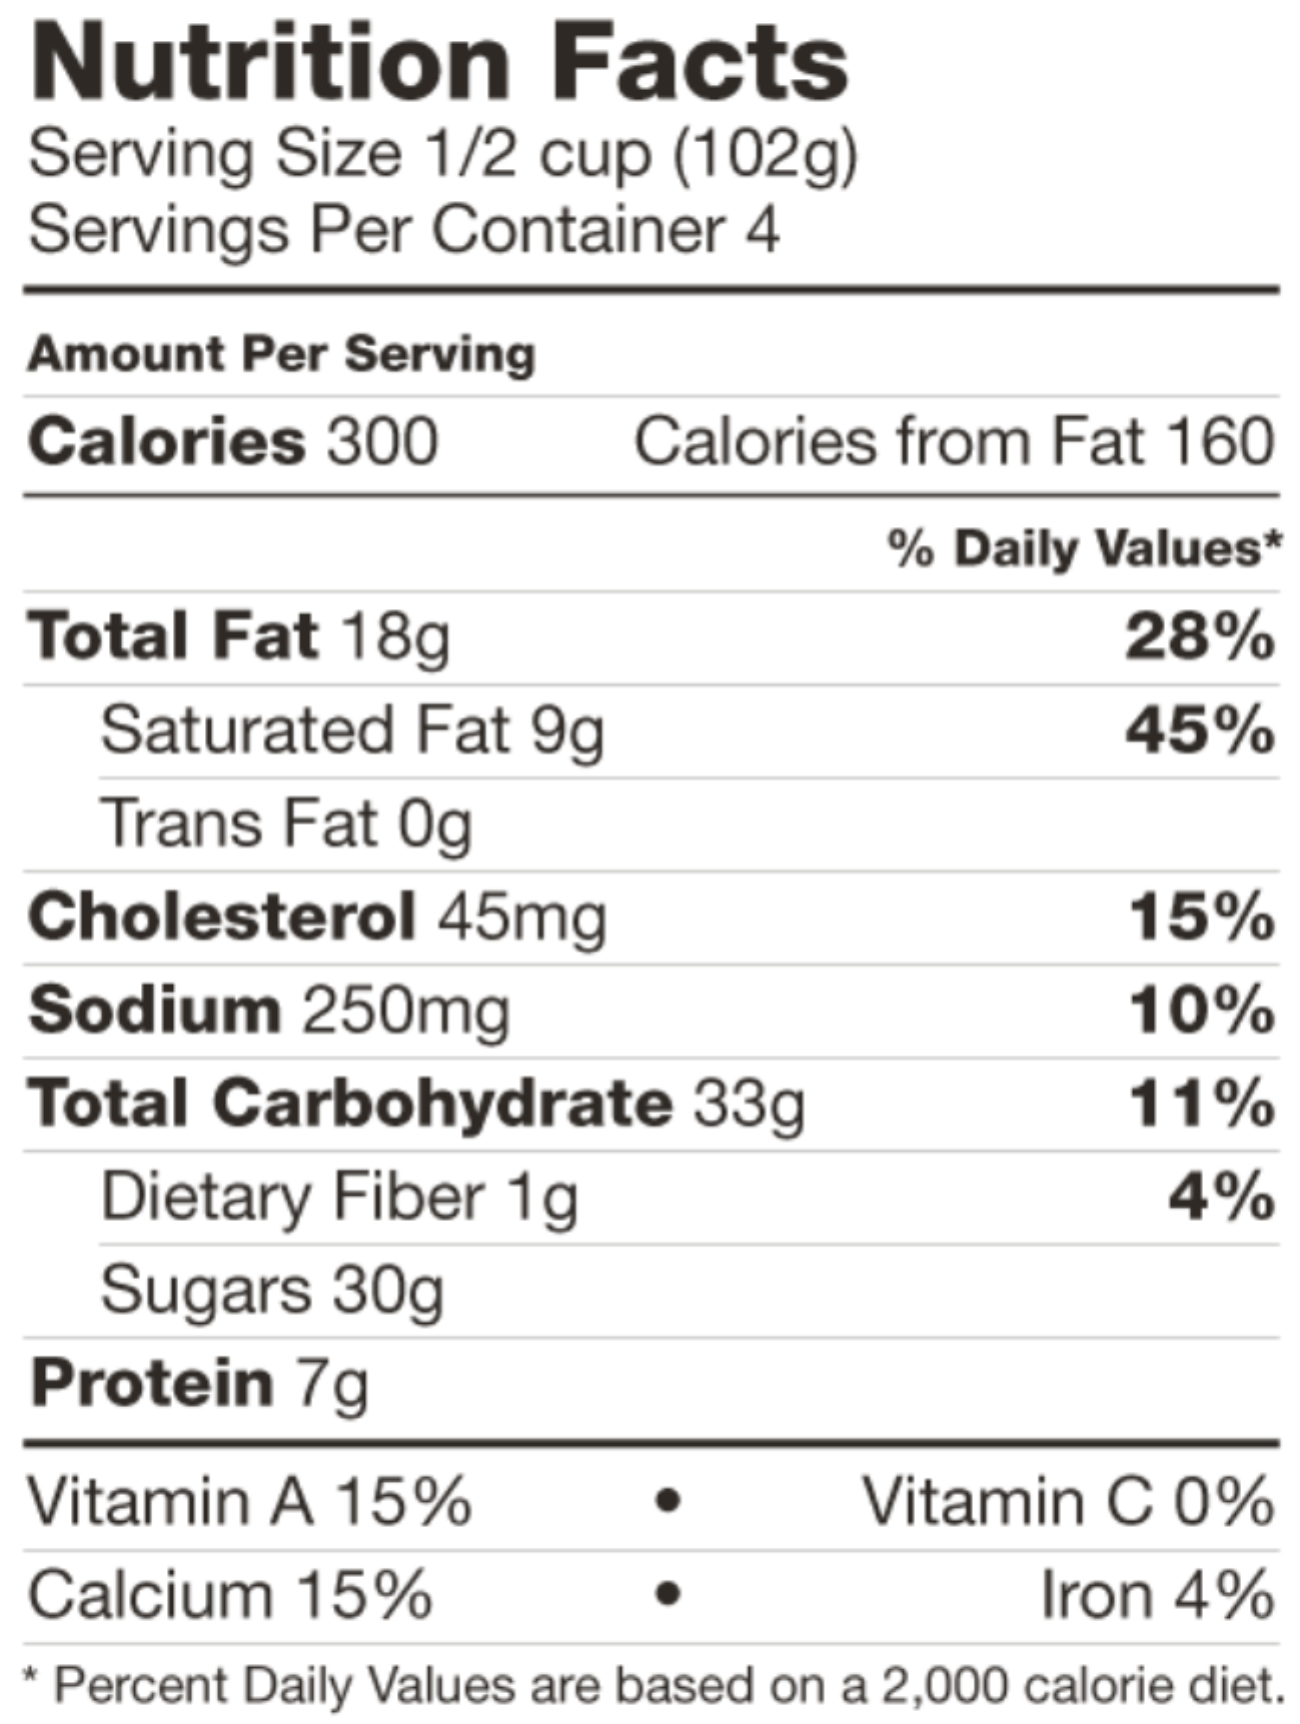 Nutrition Facts
Serving Size 1/2 cup (102g)
Servings Per Container 4
Amount Per Serving
Calories 300 Calories from Fat 160
% Daily Values*
Total Fat 18g 28%
Saturated Fat 9g 45%
Trans Fat 0g
Cholesterol 45mg 15%
Sodium 250mg 10%
Total Carbohydrate 33g 11%
Dietary Fiber 1g 4%
Sugars 30g
Protein 7g
Vitamin A 15% • Vitamin C 0%
Calcium 15% • Iron 4%
* Percent Daily Values are based on a 2,000 calorie diet.